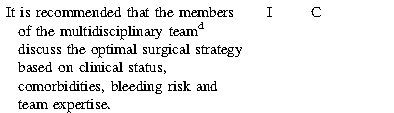 It is recommended that the members I C
of the multidisciplinary team^d
discuss the optimal surgical strategy
based on clinical status,
comorbidities, bleeding risk and
team expertise.